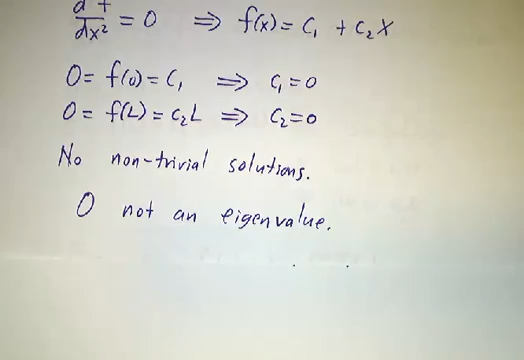 d²f/dx² = 0 ⇒ f(x) = C₁ + C₂X
0 = f(0) = C₁ ⇒ C₁ = 0
0 = f(L) = C₂L ⇒ C₂ = 0
No non-trivial solutions.
0 not an eigenvalue.